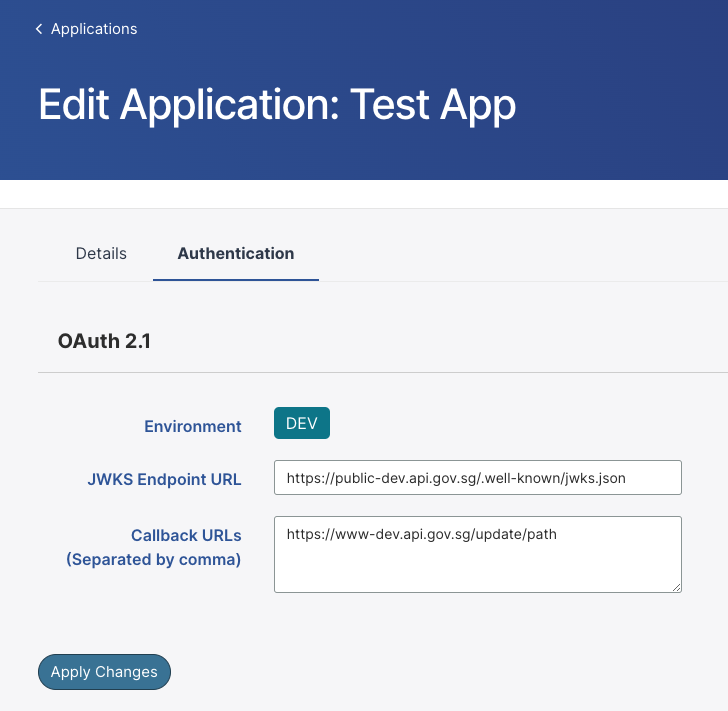 Applications
Edit Application: Test App
Details
Authentication
OAuth 2.1
Environment
DEV
JWKS Endpoint URL
https://public-dev.api.gov.sg/.well-known/jwks.json
Callback URLs
(Separated by comma)
https://www-dev.api.gov.sg/update/path
Apply Changes